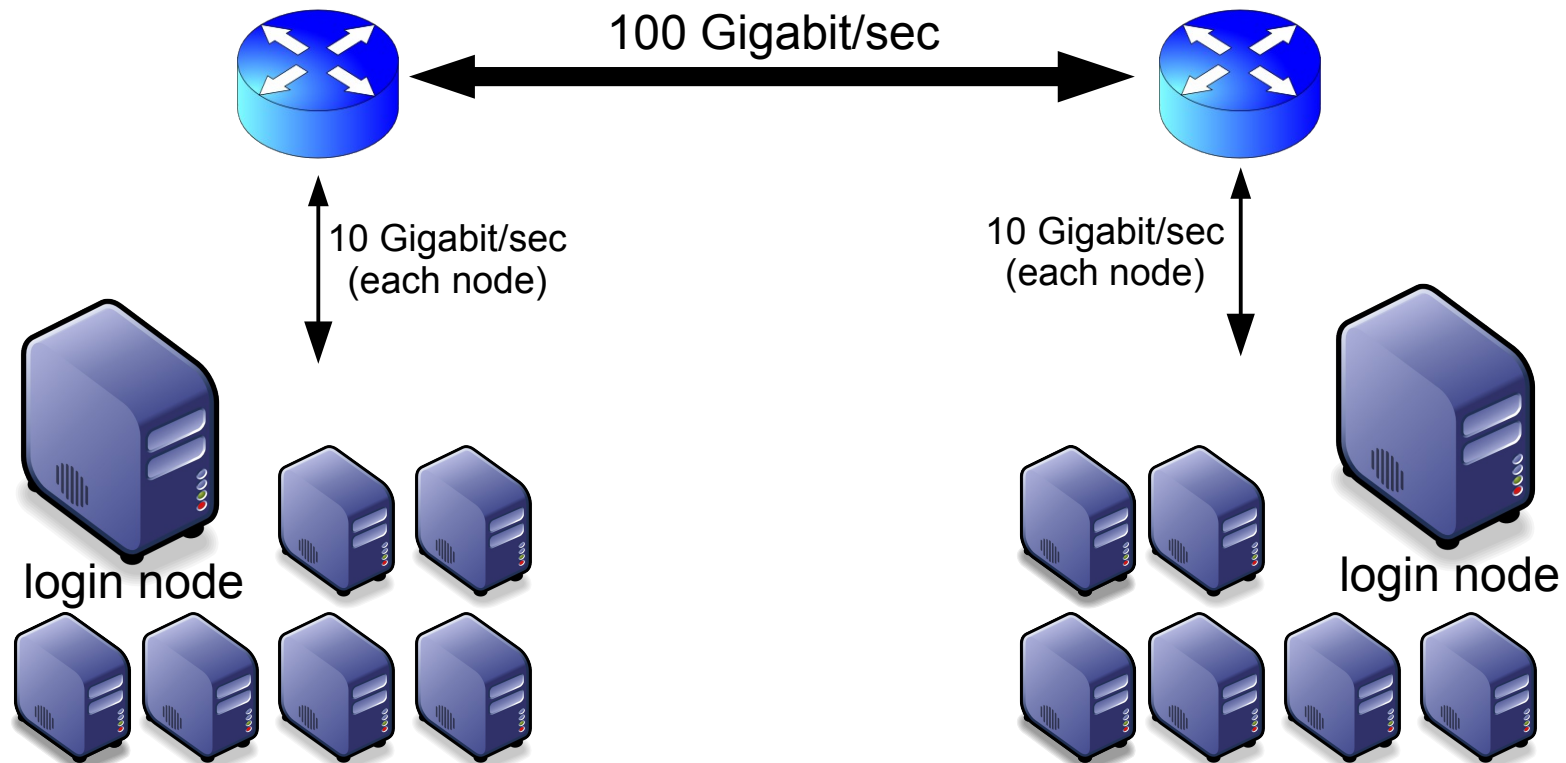 100 Gigabit/sec
10 Gigabit/sec
(each node)
10 Gigabit/sec
(each node)
login node
login node